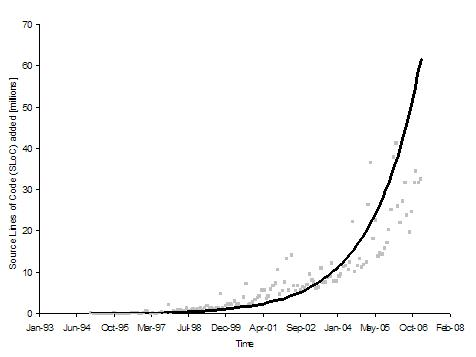 70
60
50
40
30
20
10
0
Source Lines of Code (SLoC) added [millions]
Jan-93 Jun-94 Oct-95 Mar-97 Jul-98 Dec-99 Apr-01 Sep-02 Jan-04 May-05 Oct-06 Feb-08
Time